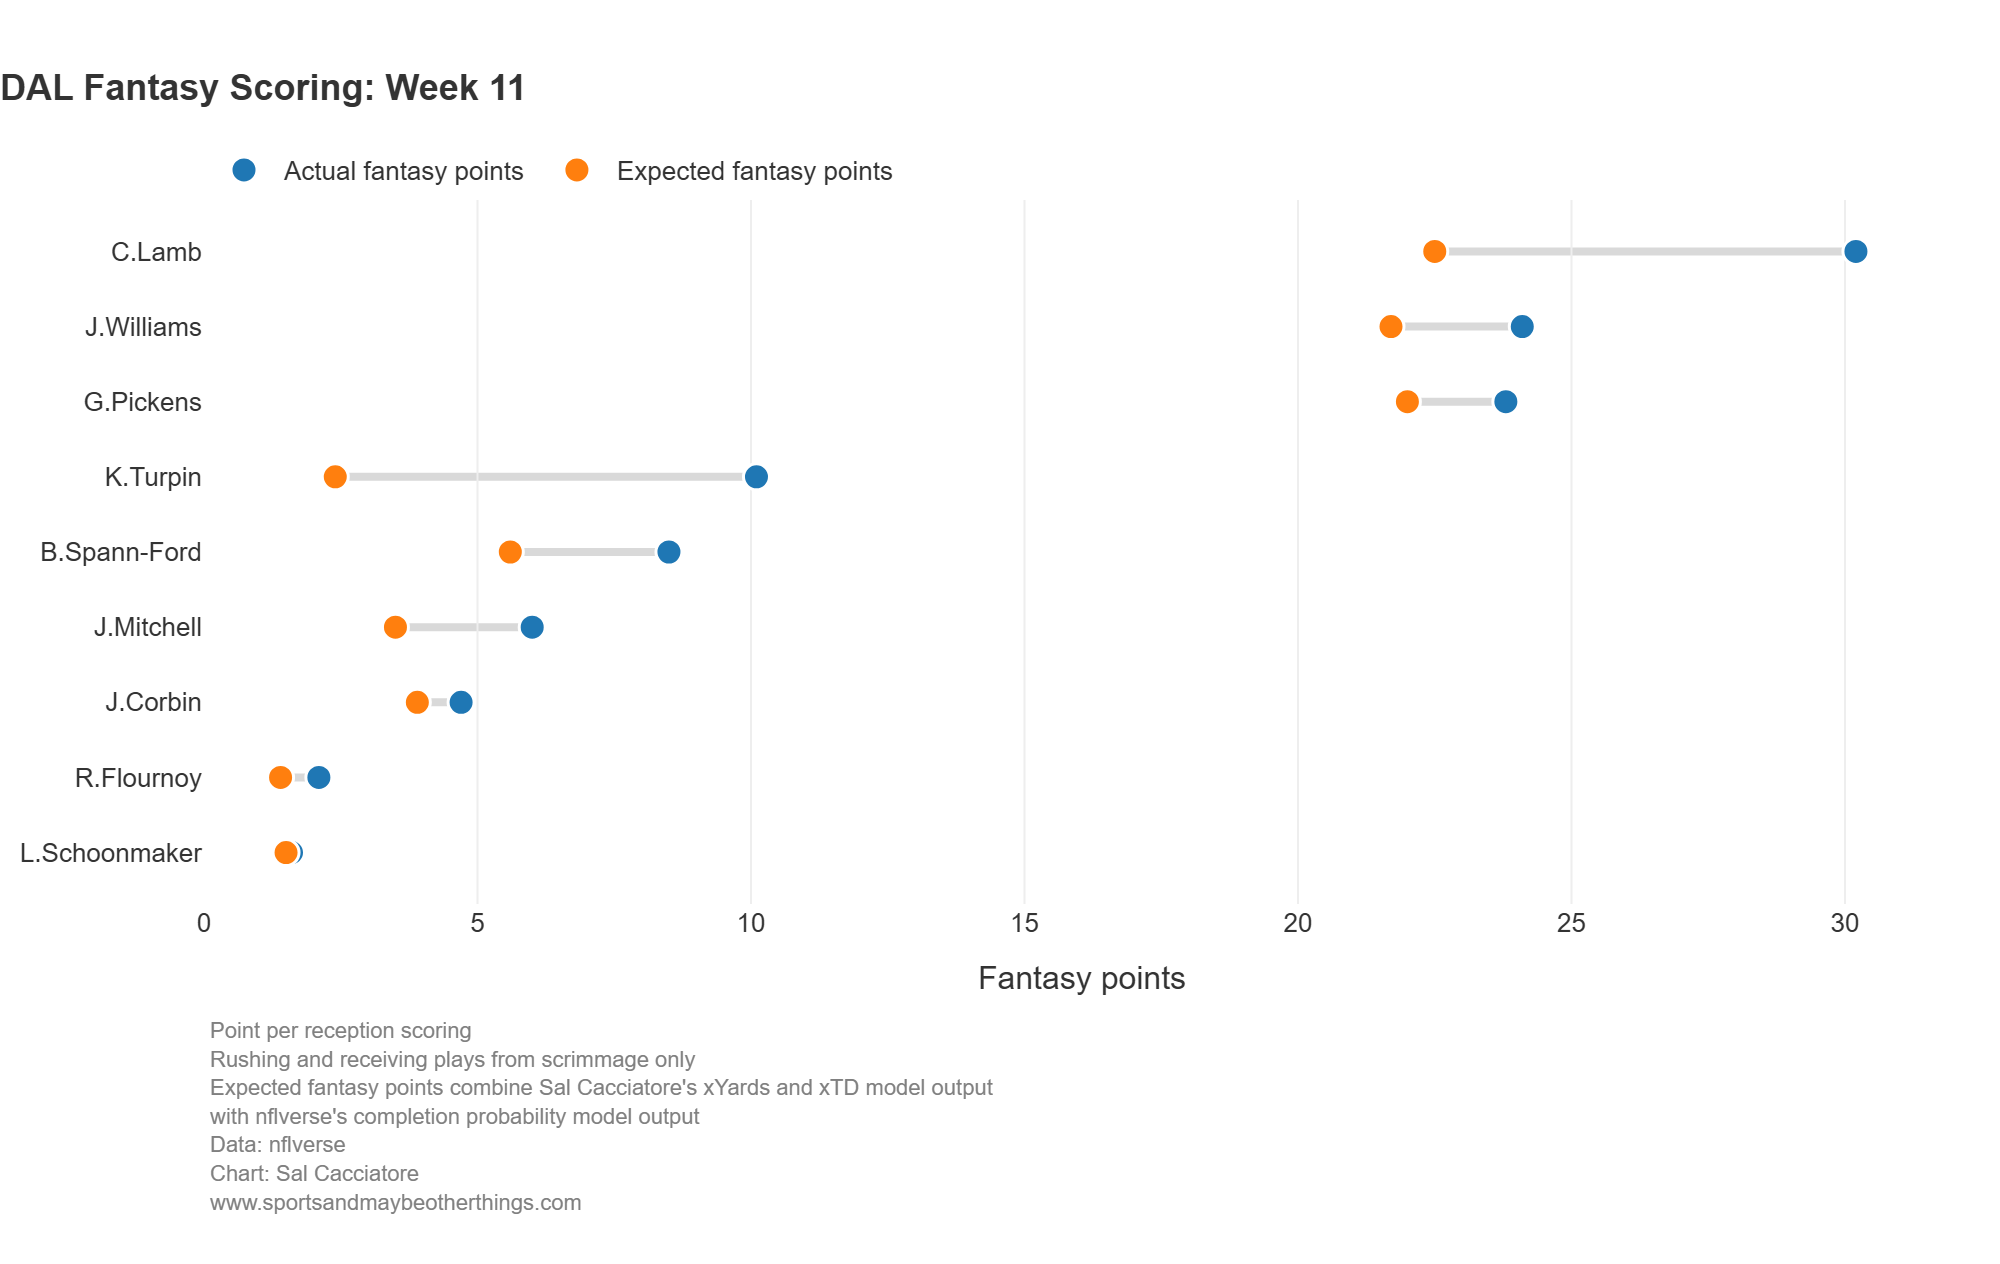 DAL Fantasy Scoring: Week 11
Actual fantasy points Expected fantasy points
C.Lamb
J.Williams
G.Pickens
K.Turpin
B.Spann-Ford
J.Mitchell
J.Corbin
R.Flournoy
L.Schoonmaker
0 5 10 15 20 25 30
Fantasy points
Point per reception scoring
Rushing and receiving plays from scrimmage only
Expected fantasy points combine Sal Cacciatore's xYards and xTD model output
with nflverse's completion probability model output
Data: nflverse
Chart: Sal Cacciatore
www.sportsandmaybeotherthings.com